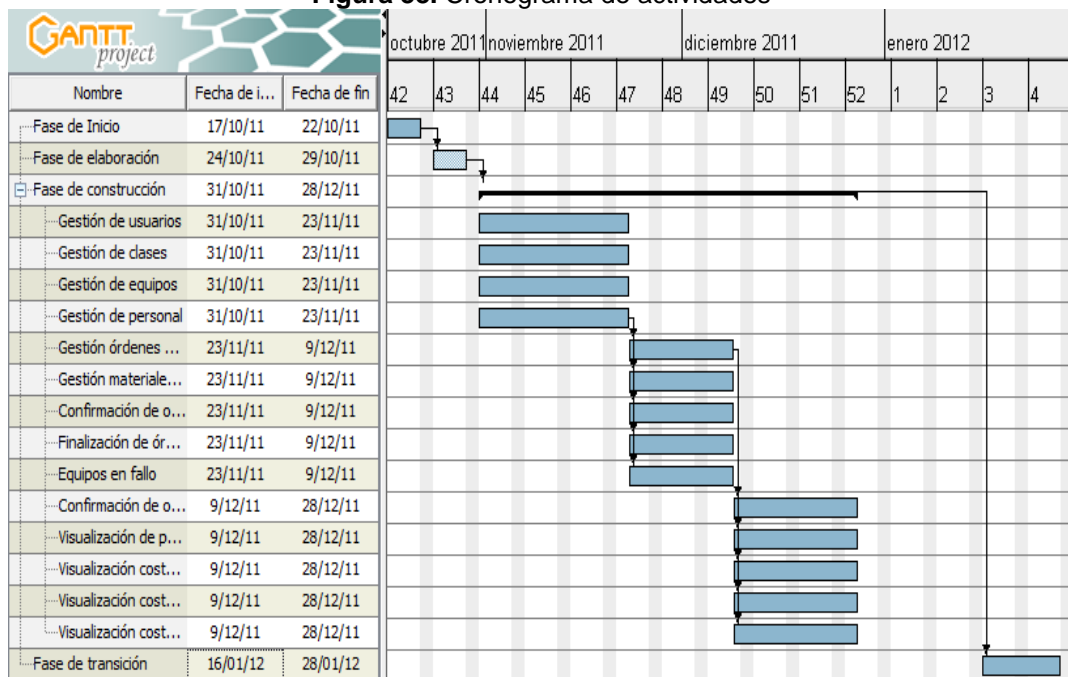 Cronograma de actividades
GANTT
project
octubre 2011 noviembre 2011 diciembre 2011 enero 2012
Nombre Fecha de i... Fecha de fin 42 43 44 45 46 47 48 49 50 51 52 1 2 3 4
Fase de Inicio 17/10/11 22/10/11
Fase de elaboración 24/10/11 29/10/11
Fase de construcción 31/10/11 28/12/11
Gestión de usuarios 31/10/11 23/11/11
Gestión de clases 31/10/11 23/11/11
Gestión de equipos 31/10/11 23/11/11
Gestión de personal 31/10/11 23/11/11
Gestión órdenes ... 23/11/11 9/12/11
Gestión materiale... 23/11/11 9/12/11
Confirmación de o... 23/11/11 9/12/11
Finalización de ór... 23/11/11 9/12/11
Equipos en fallo 23/11/11 9/12/11
Confirmación de o... 9/12/11 28/12/11
Visualización de p... 9/12/11 28/12/11
Visualización cost... 9/12/11 28/12/11
Visualización cost... 9/12/11 28/12/11
Visualización cost... 9/12/11 28/12/11
Fase de transición 16/01/12 28/01/12